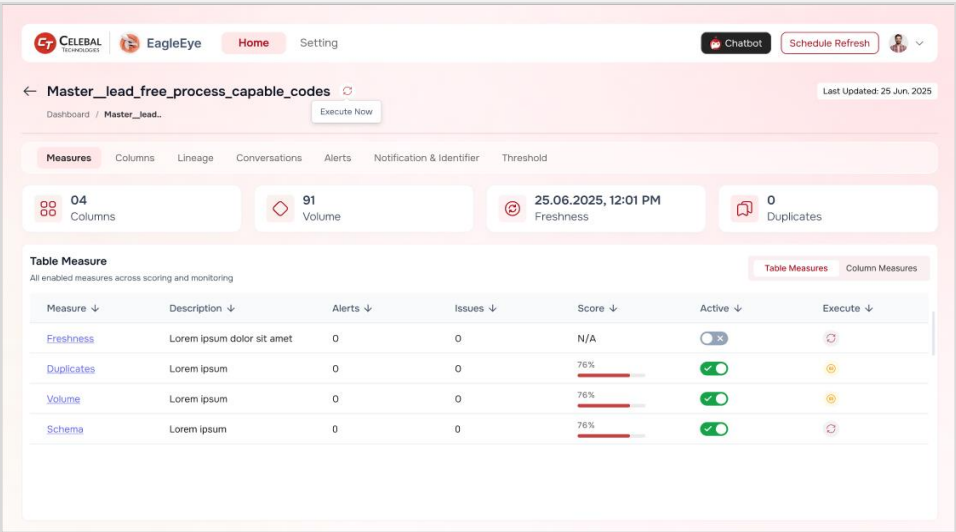 CT CELEBAL TECHNOLOGIES EagleEye Home Setting Chatbot Schedule Refresh
Master__lead_free_process_capable_codes
Last Updated: 25 Jun, 2025
Execute Now
Dashboard / Master__lead..
Measures Columns Lineage Conversations Alerts Notification & Identifier Threshold
04 91 25.06.2025, 12:01 PM 0
Columns Volume Freshness Duplicates
Table Measure
All enabled measures across scoring and monitoring
Table Measures Column Measures
Measure Description Alerts Issues Score Active Execute
Freshness Lorem ipsum dolor sit amet 0 0 N/A
Duplicates Lorem ipsum 0 0 76%
Volume Lorem ipsum 0 0 76%
Schema Lorem ipsum 0 0 76%